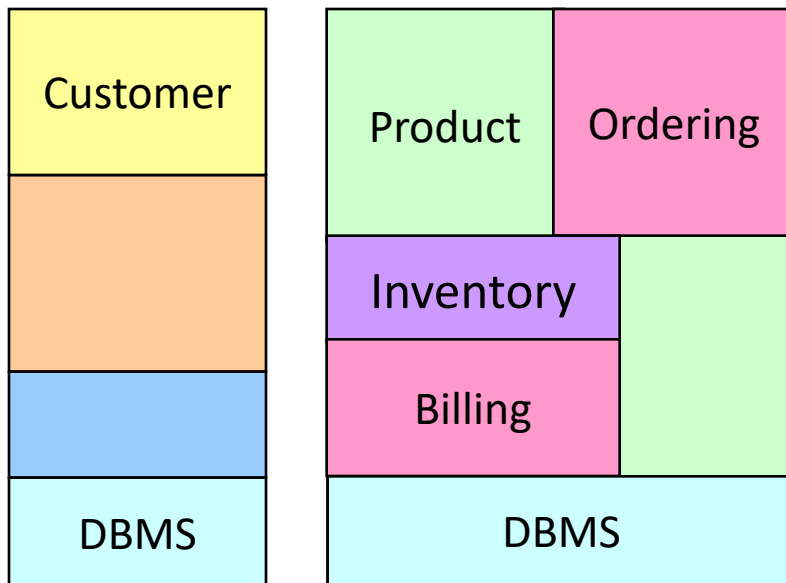 Customer
DBMS
Product
Ordering
Inventory
Billing
DBMS